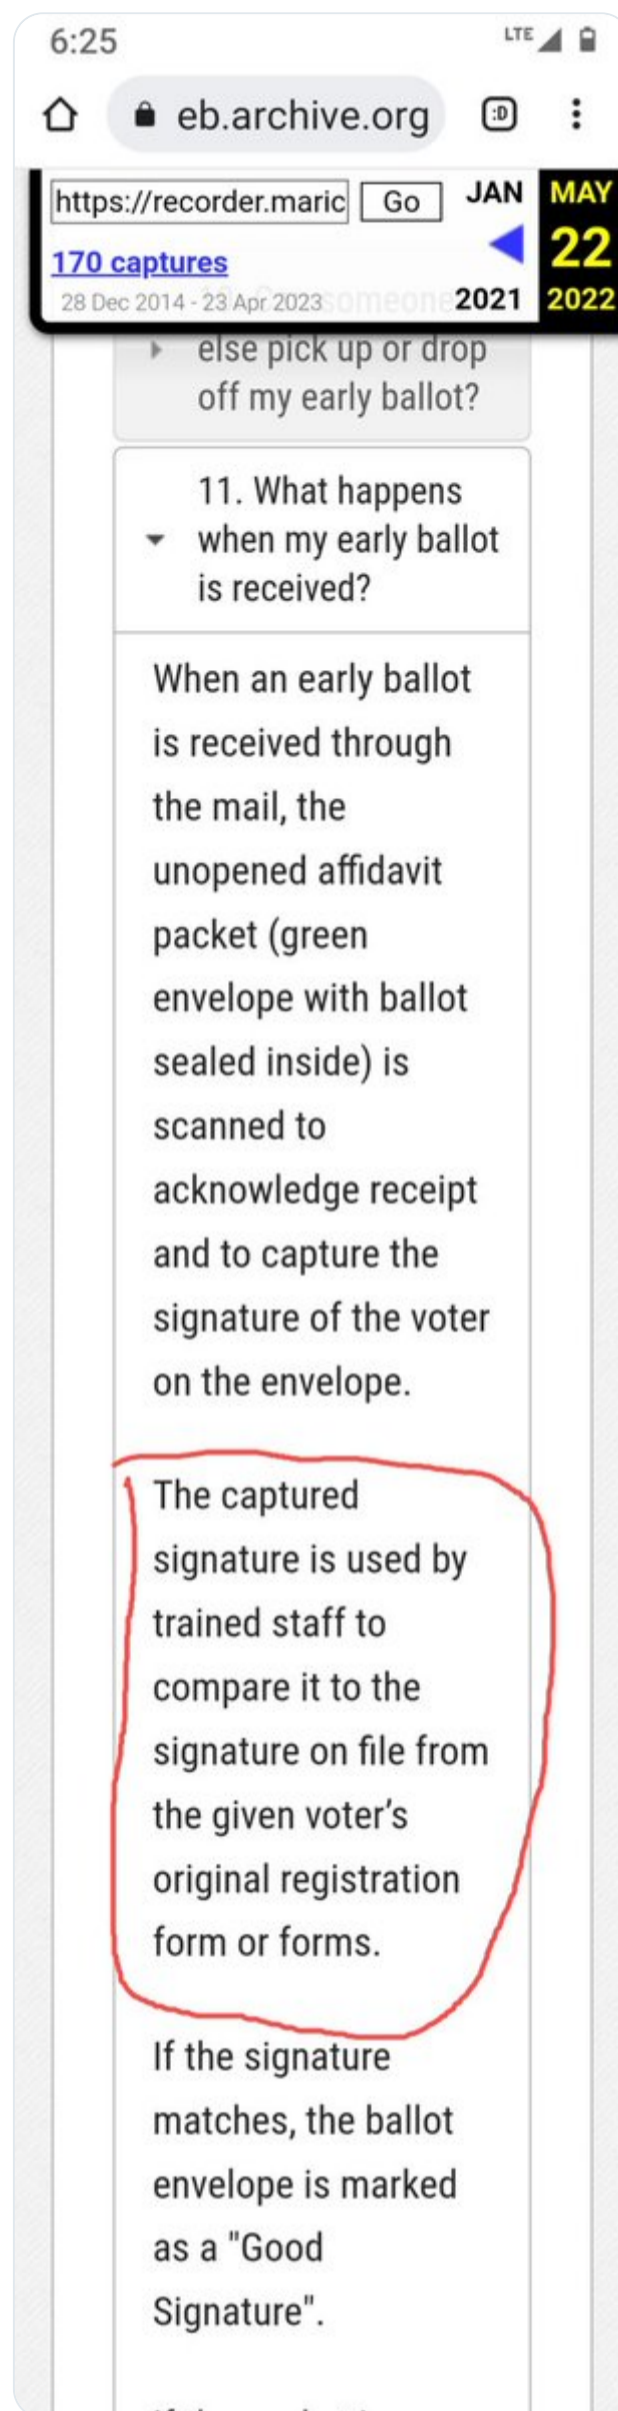 6:25
LTE
eb.archive.org
:D
https://recorder.maric
Go
JAN
MAY
170 captures
22
28 Dec 2014 - 23 Apr 2023
2021
2022
someone
else pick up or drop
off my early ballot?
11. What happens
when my early ballot
is received?
When an early ballot
is received through
the mail, the
unopened affidavit
packet (green
envelope with ballot
sealed inside) is
scanned to
acknowledge receipt
and to capture the
signature of the voter
on the envelope.
The captured
signature is used by
trained staff to
compare it to the
signature on file from
the given voter’s
original registration
form or forms.
If the signature
matches, the ballot
envelope is marked
as a "Good
Signature".